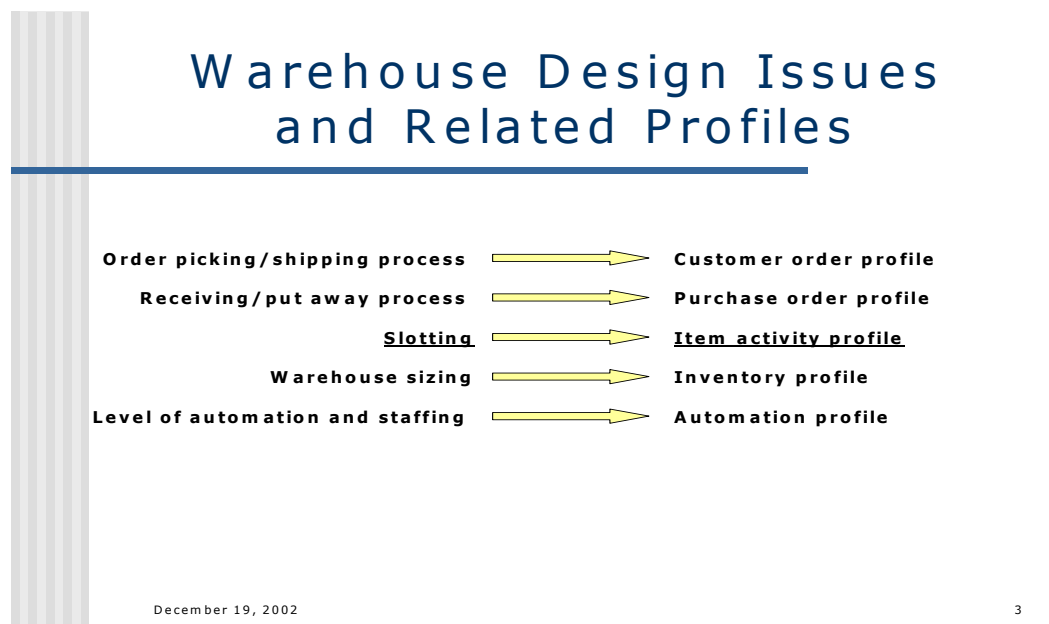 Warehouse Design Issues
and Related Profiles
Order picking/shipping process Customer order profile
Receiving/put away process Purchase order profile
Slotting Item activity profile
Warehouse sizing Inventory profile
Level of automation and staffing Automation profile
December 19, 2002 3